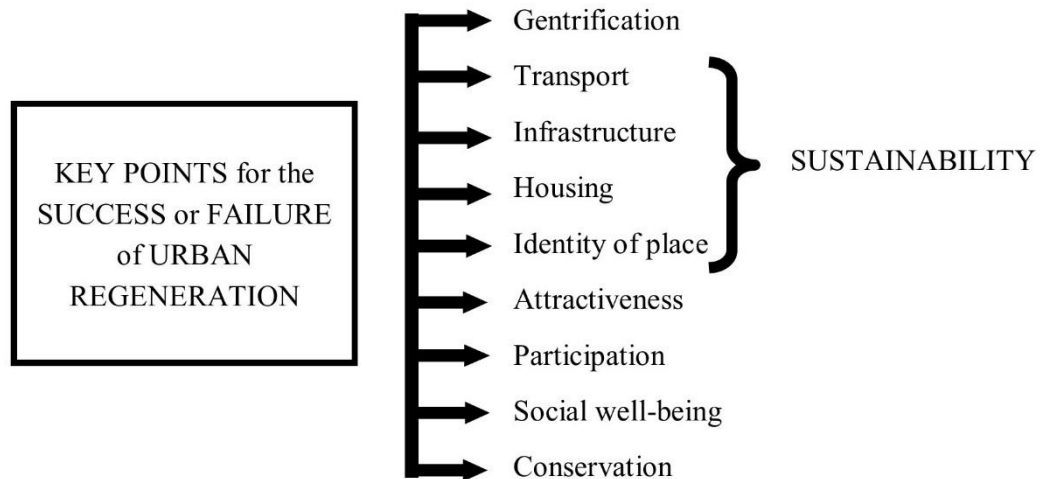 KEY POINTS for the
SUCCESS or FAILURE
of URBAN
REGENERATION
Gentrification
Transport
Infrastructure
Housing
Identity of place
Attractiveness
Participation
Social well-being
Conservation
SUSTAINABILITY